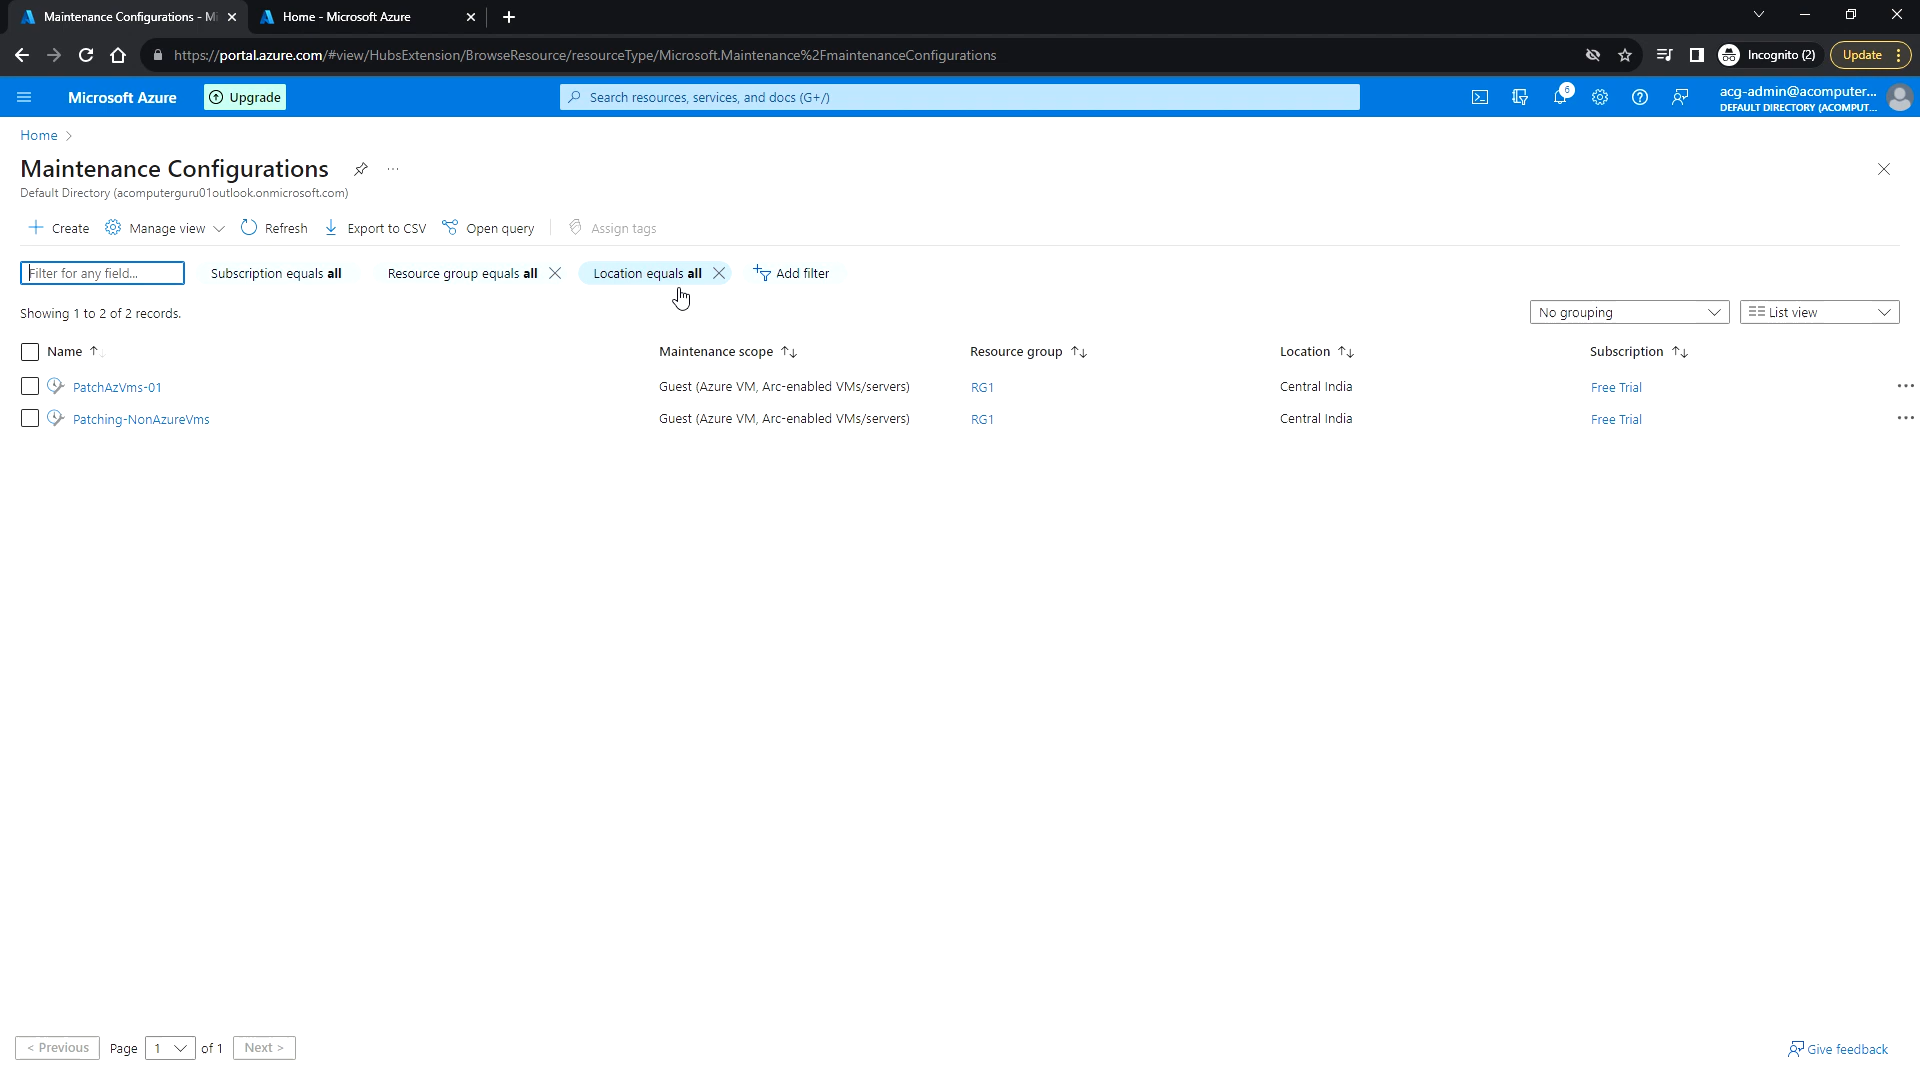 Maintenance Configurations - Mi
Home - Microsoft Azure
https://portal.azure.com/#view/HubsExtension/BrowseResource/resourceType/Microsoft.Maintenance%2FmaintenanceConfigurations
Incognito (2)
Update
Microsoft Azure
Upgrade
Search resources, services, and docs (G+/)
6
acg-admin@acomputer...
DEFAULT DIRECTORY (ACOMPUT...
Home >
Maintenance Configurations
...
Default Directory (acomputerguru01outlook.onmicrosoft.com)
Create
Manage view
Refresh
Export to CSV
Open query
Assign tags
Filter for any field...
Subscription equals all
Resource group equals all
Location equals all
Add filter
Showing 1 to 2 of 2 records.
No grouping
List view
Name ↑↓ Maintenance scope ↑↓ Resource group ↑↓ Location ↑↓ Subscription ↑↓
PatchAzVms-01 Guest (Azure VM, Arc-enabled VMs/servers) RG1 Central India Free Trial ...
Patching-NonAzureVms Guest (Azure VM, Arc-enabled VMs/servers) RG1 Central India Free Trial ...
< Previous Page 1 of 1 Next >
Give feedback